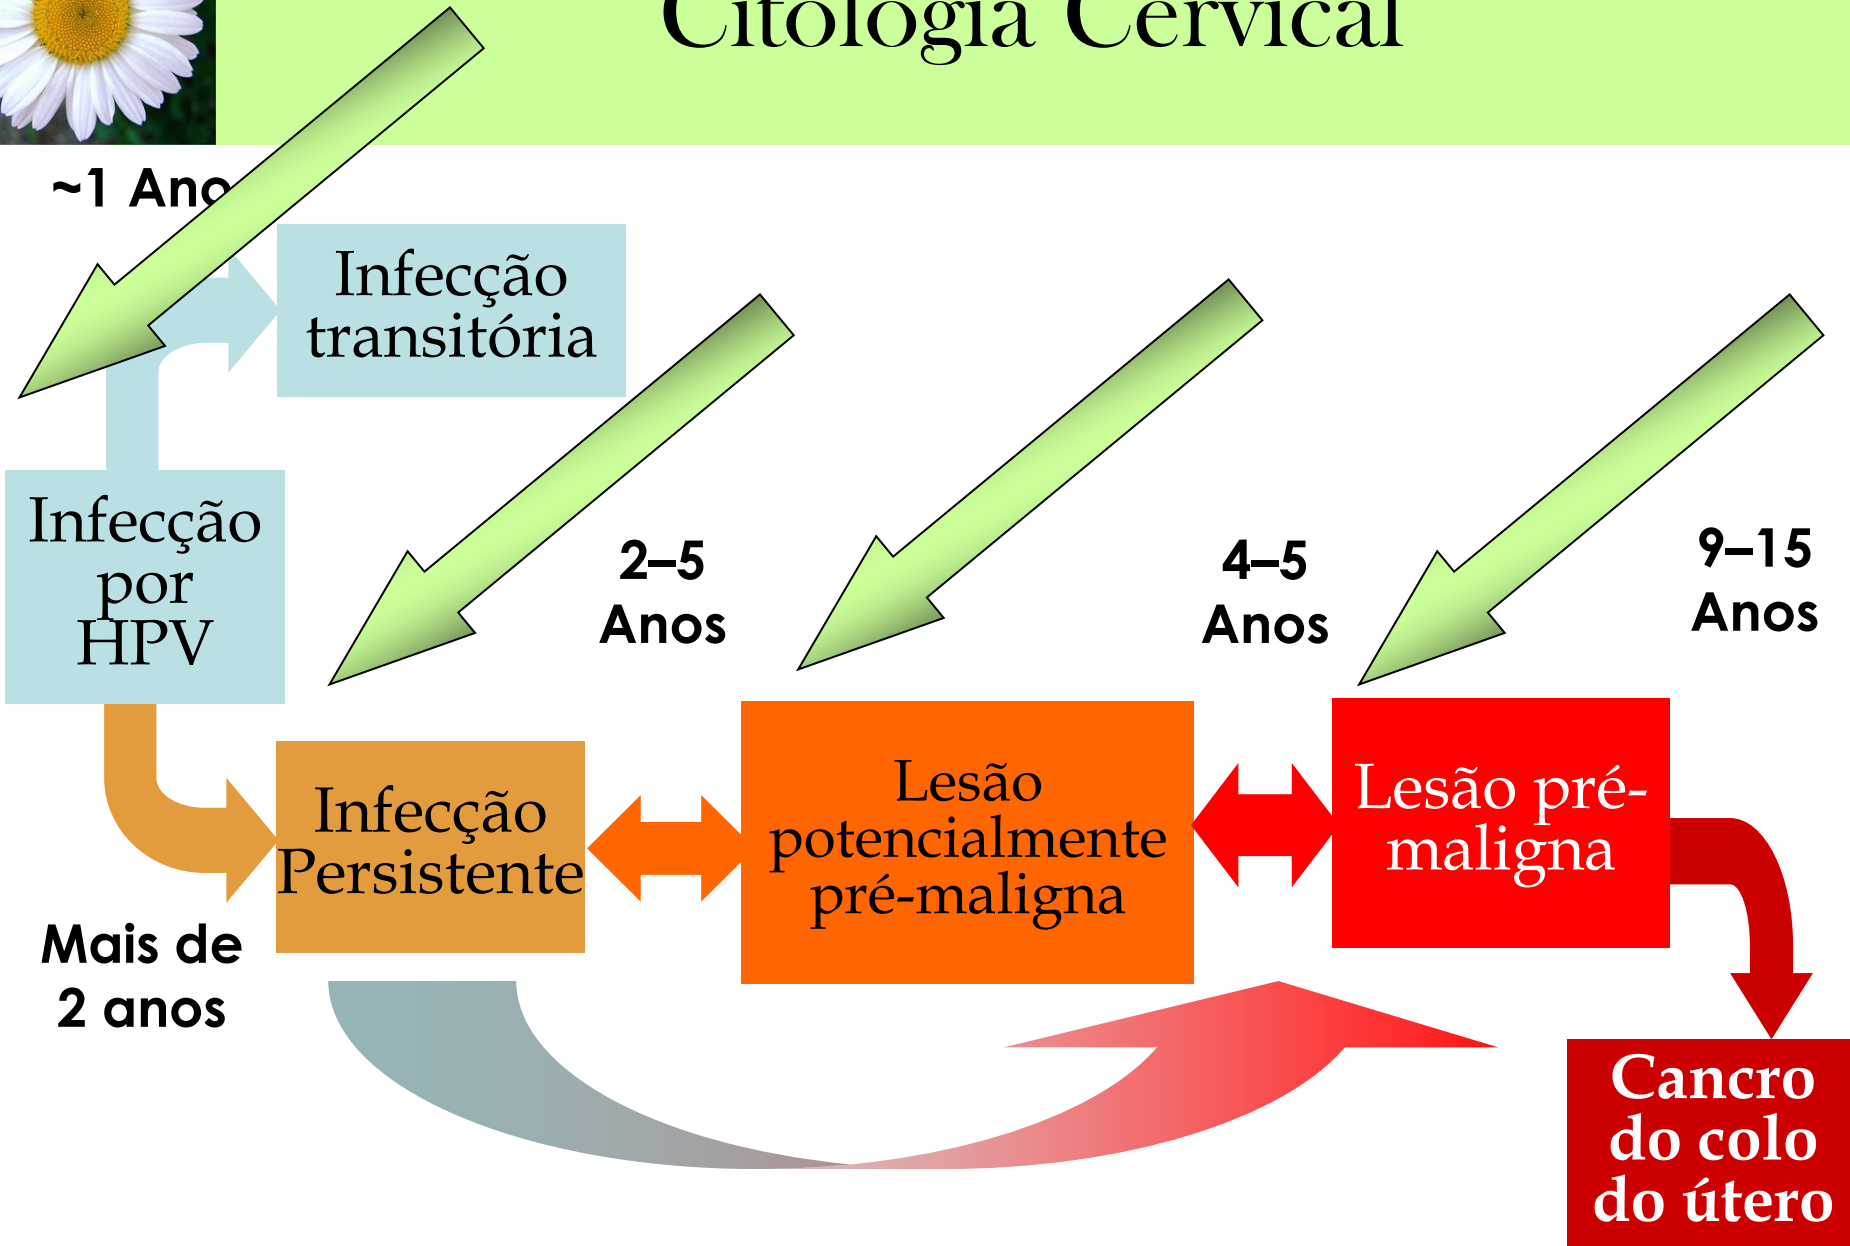 Citologia Cervical
~1 Ano
Infecção
transitória
Infecção
por
HPV
2–5
Anos
4–5
Anos
9–15
Anos
Infecção
Persistente
Lesão
potencialmente
pré-maligna
Lesão pré-
maligna
Mais de
2 anos
Cancro
do colo
do útero